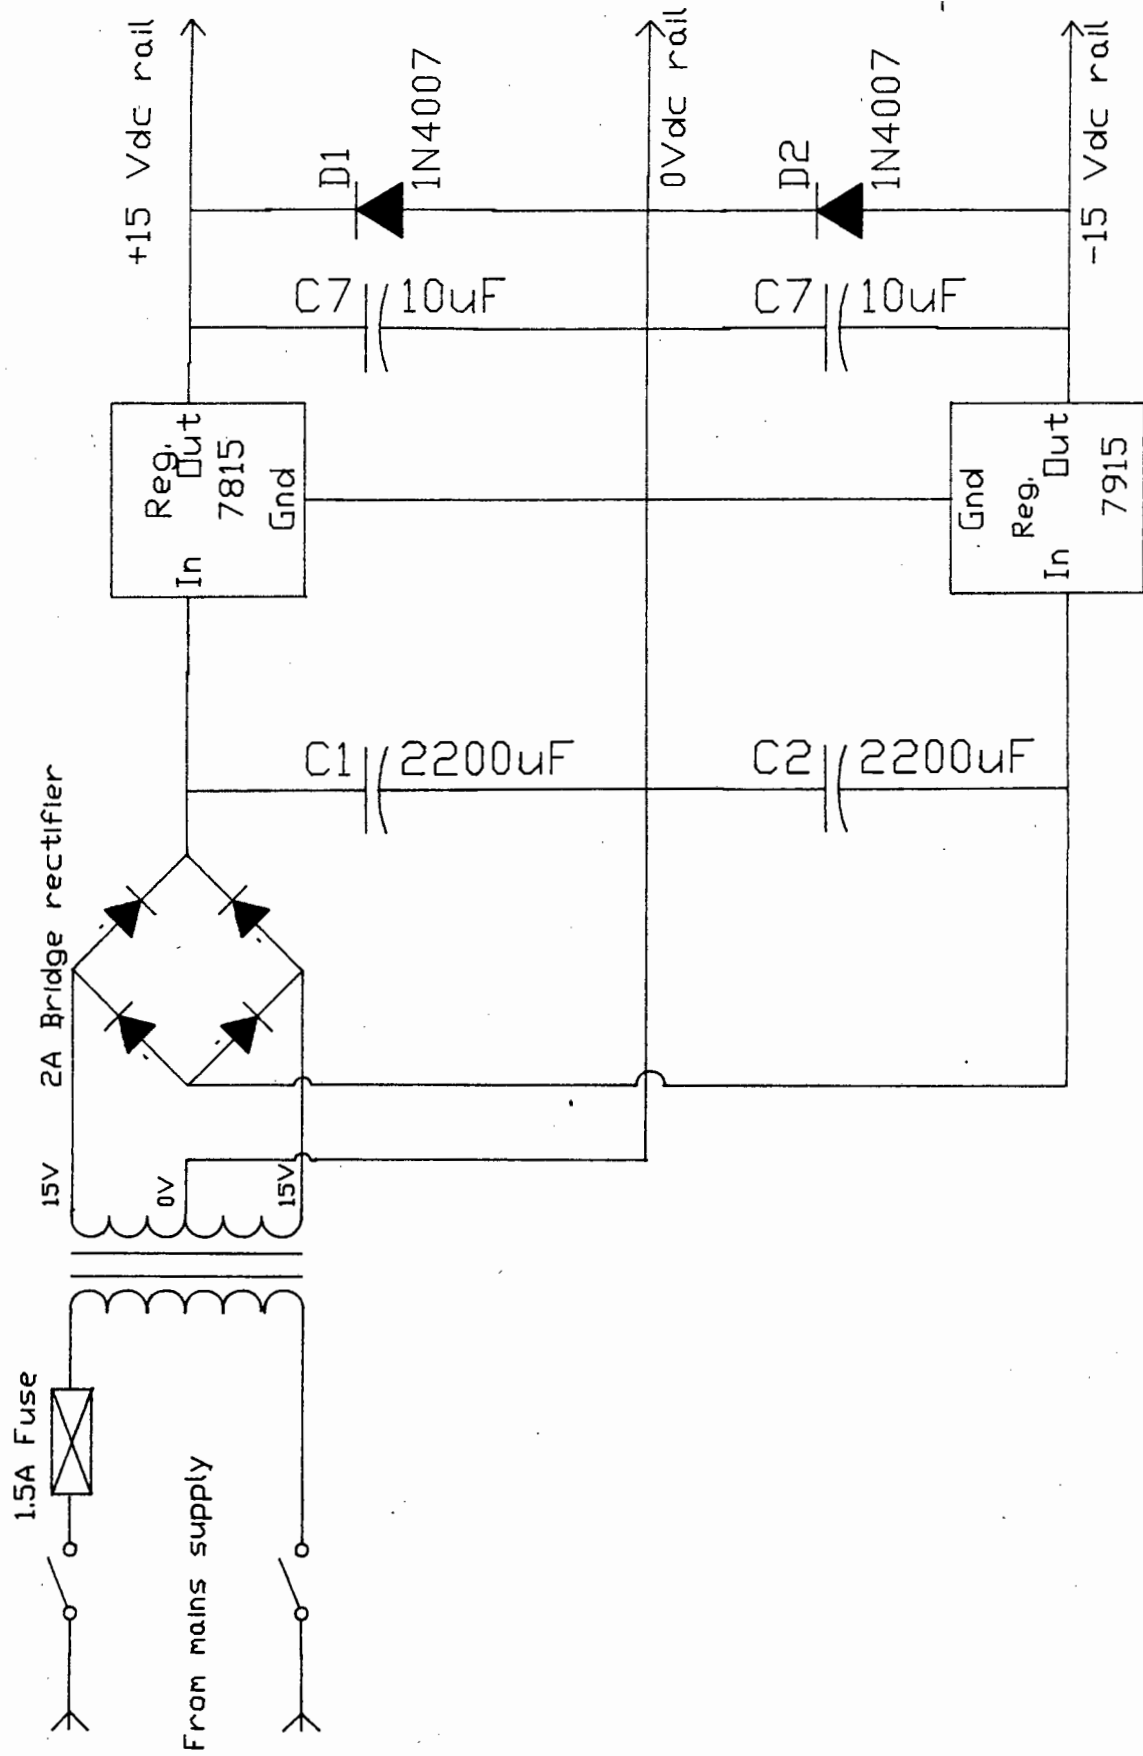 1.5A Fuse
From mains supply
15V
0V
15V
2A Bridge rectifier
C1
2200uF
C2
2200uF
Reg.
In
Out
7815
Gnd
Gnd
Reg.
In
Out
7915
C7
10uF
C7
10uF
D1
1N4007
D2
1N4007
+15 Vdc rail
0Vdc rail
-15 Vdc rail